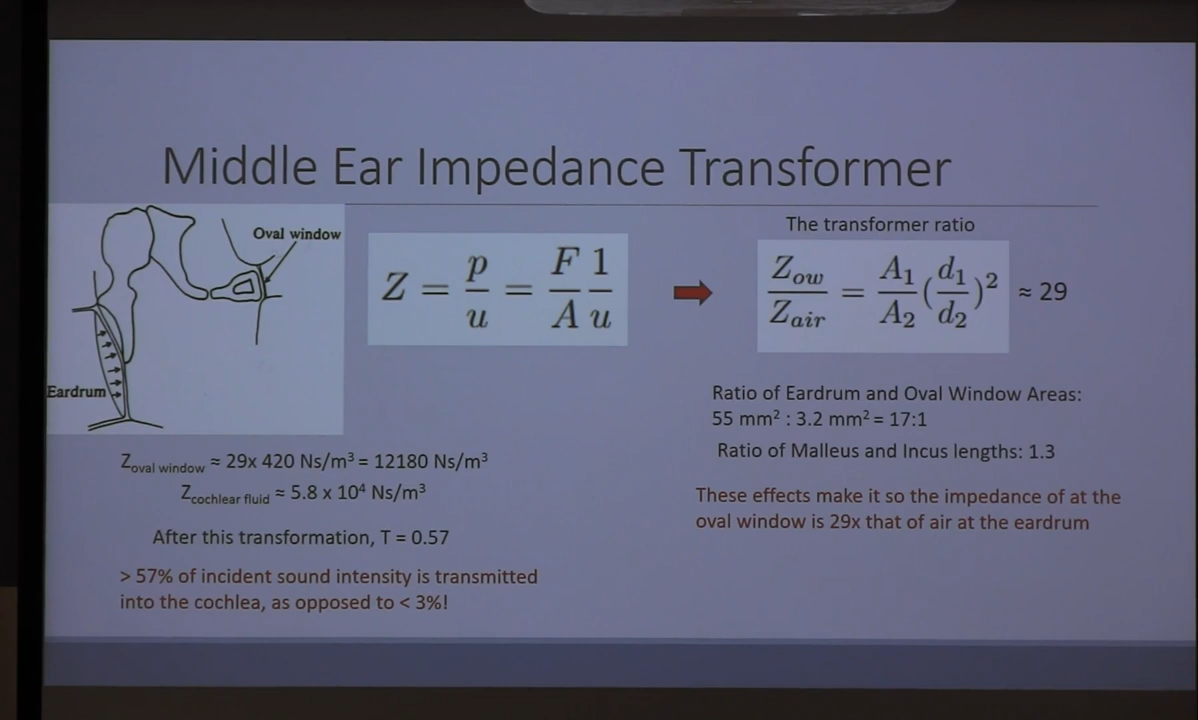 Middle Ear Impedance Transformer
Oval window
Eardrum
Z = p/u = F/A 1/u
The transformer ratio
Z_ow/Z_air = A₁/A₂ (d₁/d₂)² ≈ 29
Ratio of Eardrum and Oval Window Areas:
55 mm² : 3.2 mm² = 17:1
Ratio of Malleus and Incus lengths: 1.3
These effects make it so the impedance of at the
oval window is 29x that of air at the eardrum
Z_oval window ≈ 29x 420 Ns/m³ = 12180 Ns/m³
Z_cochlear fluid ≈ 5.8 x 10⁴ Ns/m³
After this transformation, T = 0.57
> 57% of incident sound intensity is transmitted
into the cochlea, as opposed to < 3%!